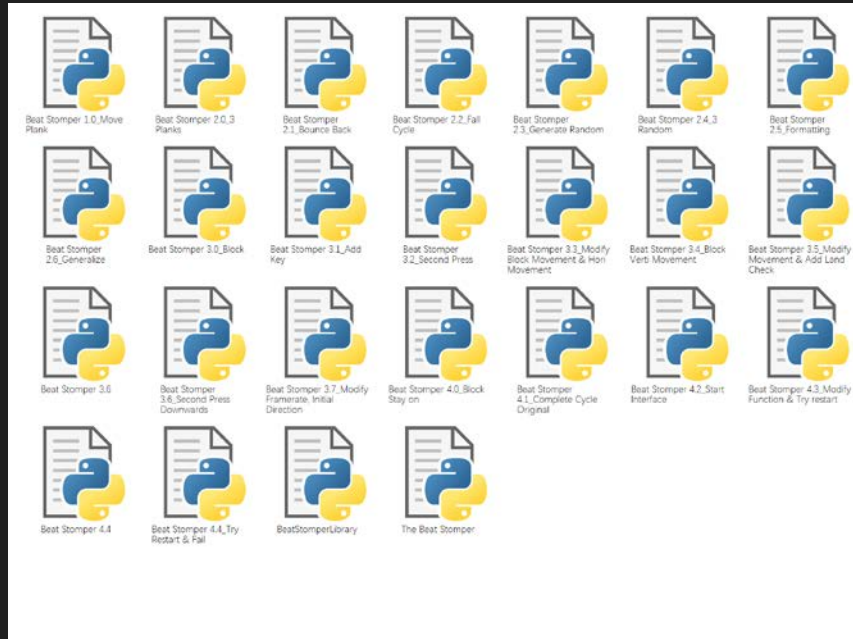 Beat Stomper 1.0_Move
Plank
Beat Stomper 2.0_3
Planks
Beat Stomper
2.1_Bounce Back
Beat Stomper 2.2_Fall
Cycle
Beat Stomper
2.3_Generate Random
Beat Stomper 2.4_3
Random
Beat Stomper
2.5_Formatting
Beat Stomper
2.6_Generalize
Beat Stomper 3.0_Block
Beat Stomper 3.1_Add
Key
Beat Stomper
3.2_Second Press
Beat Stomper 3.3_Modify
Block Movement & Hori
Movement
Beat Stomper 3.4_Block
Verti Movement
Beat Stomper 3.5_Modify
Movement & Add Land
Check
Beat Stomper 3.6
Beat Stomper
3.6_Second Press
Downwards
Beat Stomper 3.7_Modify
Framerate, Initial
Direction
Beat Stomper 4.0_Block
Stay on
Beat Stomper
4.1_Complete Cycle
Original
Beat Stomper 4.2_Start
Interface
Beat Stomper 4.3_Modify
Function & Try restart
Beat Stomper 4.4
Beat Stomper 4.4_Try
Restart & Fail
BeatStomperLibrary
The Beat Stomper